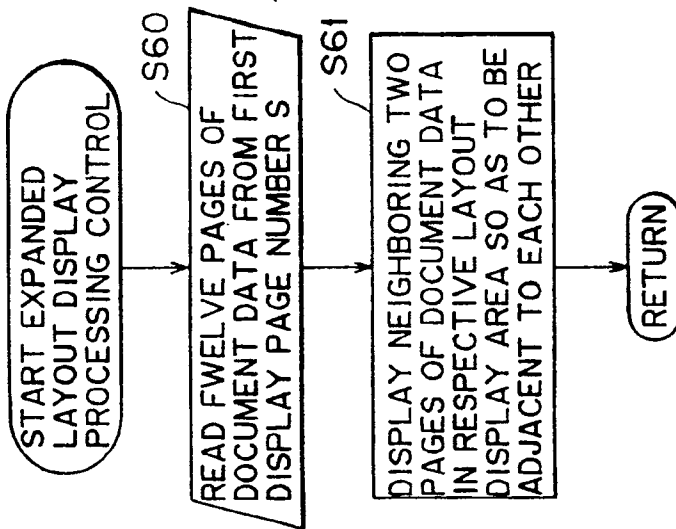 START EXPANDED
LAYOUT DISPLAY
PROCESSING CONTROL
S60
READ FWELVE PAGES OF
DOCUMENT DATA FROM FIRST
DISPLAY PAGE NUMBER S
S61
DISPLAY NEIGHBORING TWO
PAGES OF DOCUMENT DATA
IN RESPECTIVE LAYOUT
DISPLAY AREA SO AS TO BE
ADJACENT TO EACH OTHER
RETURN